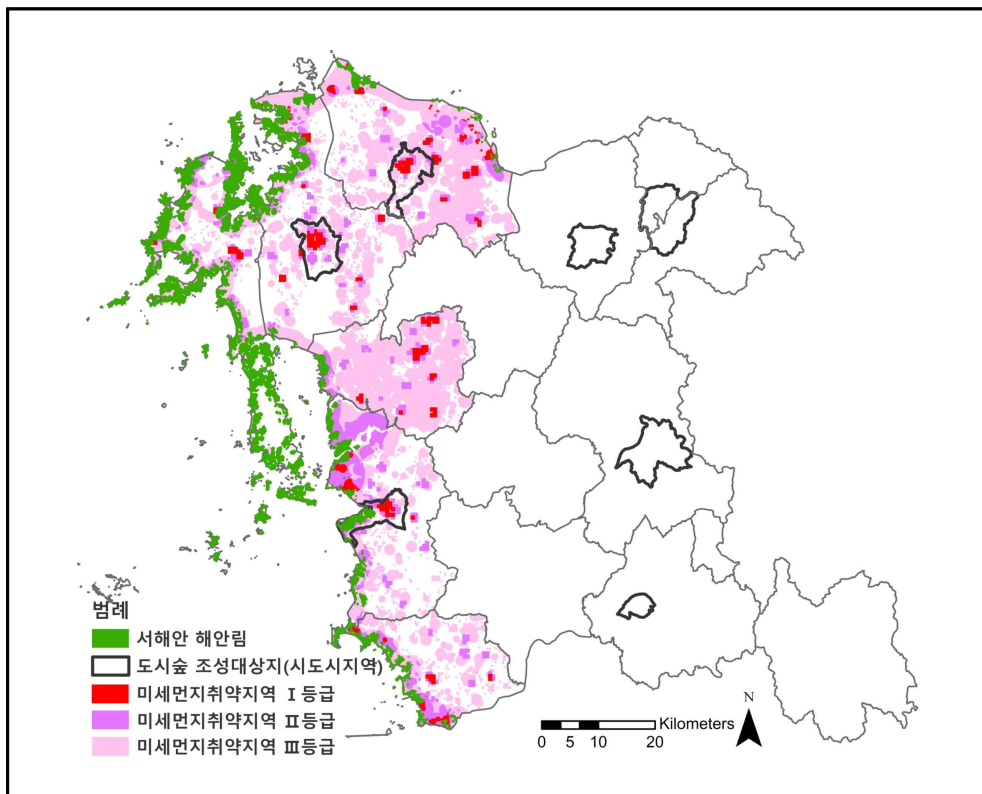 범례
서해안 해안림
도시숲 조성대상지(시도시지역)
미세먼지취약지역 Ⅰ등급
미세먼지취약지역 Ⅱ등급
미세먼지취약지역 Ⅲ등급
N
Kilometers
0 5 10 20